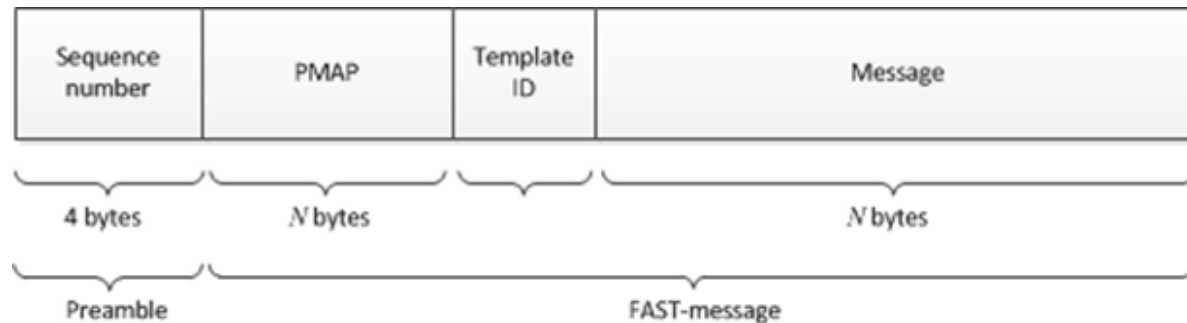 Sequence
number
PMAP
Template
ID
Message
4 bytes
N bytes
N bytes
Preamble
FAST-message